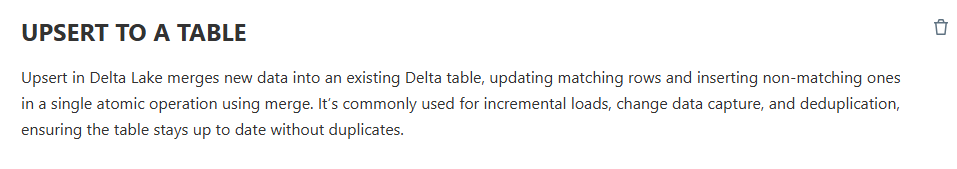 UPSERT TO A TABLE
Upsert in Delta Lake merges new data into an existing Delta table, updating matching rows and inserting non-matching ones
in a single atomic operation using merge. It’s commonly used for incremental loads, change data capture, and deduplication,
ensuring the table stays up to date without duplicates.